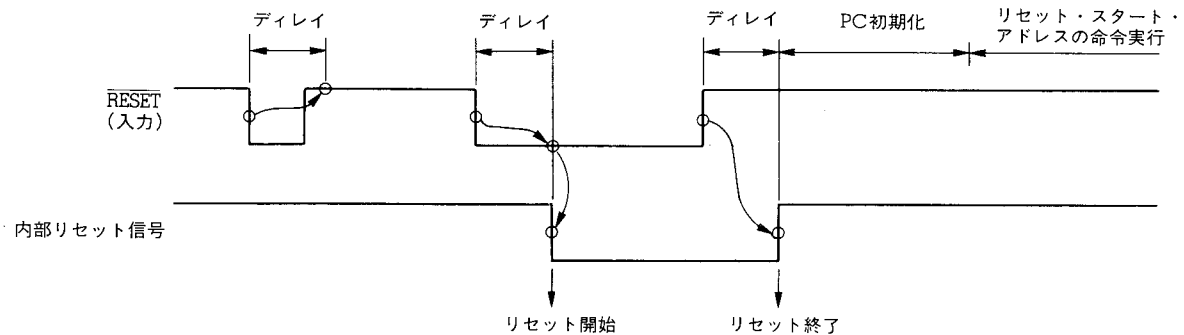 ディレイ
ディレイ
ディレイ
PC初期化
リセット・スタート・
アドレスの命令実行
RESET
(入力)
内部リセット信号
リセット開始
リセット終了